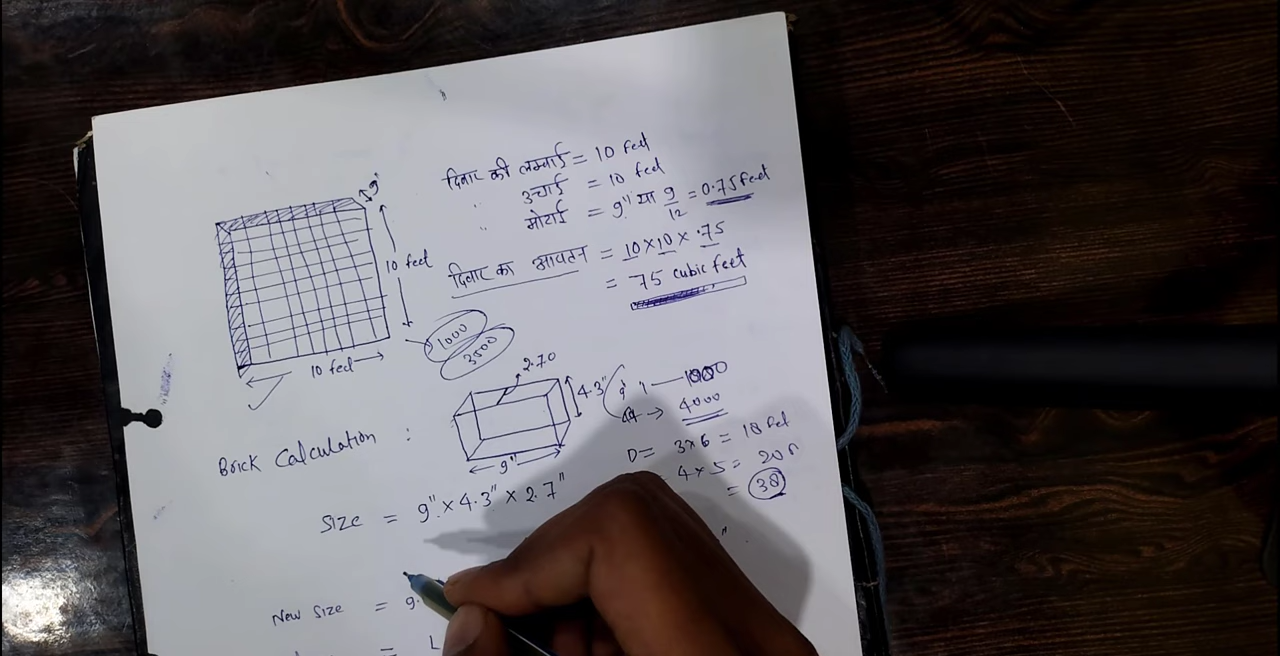 दिवार की लम्बाई = 10 feet
" उचाई = 10 feet
" मोटाई = 9" या 9/12 = 0.75 feet
दिवार का आयतन = 10 × 10 × .75
= 75 cubic feet
9"
10 feet
10 feet
1000
3500
2.70
4.3"
9"
1000
4000
D = 3×6 = 18 feet
= 4×5 = 20
= 38
Brick Calculation :
Size = 9" × 4.3" × 2.7"
New Size = 9.
= L